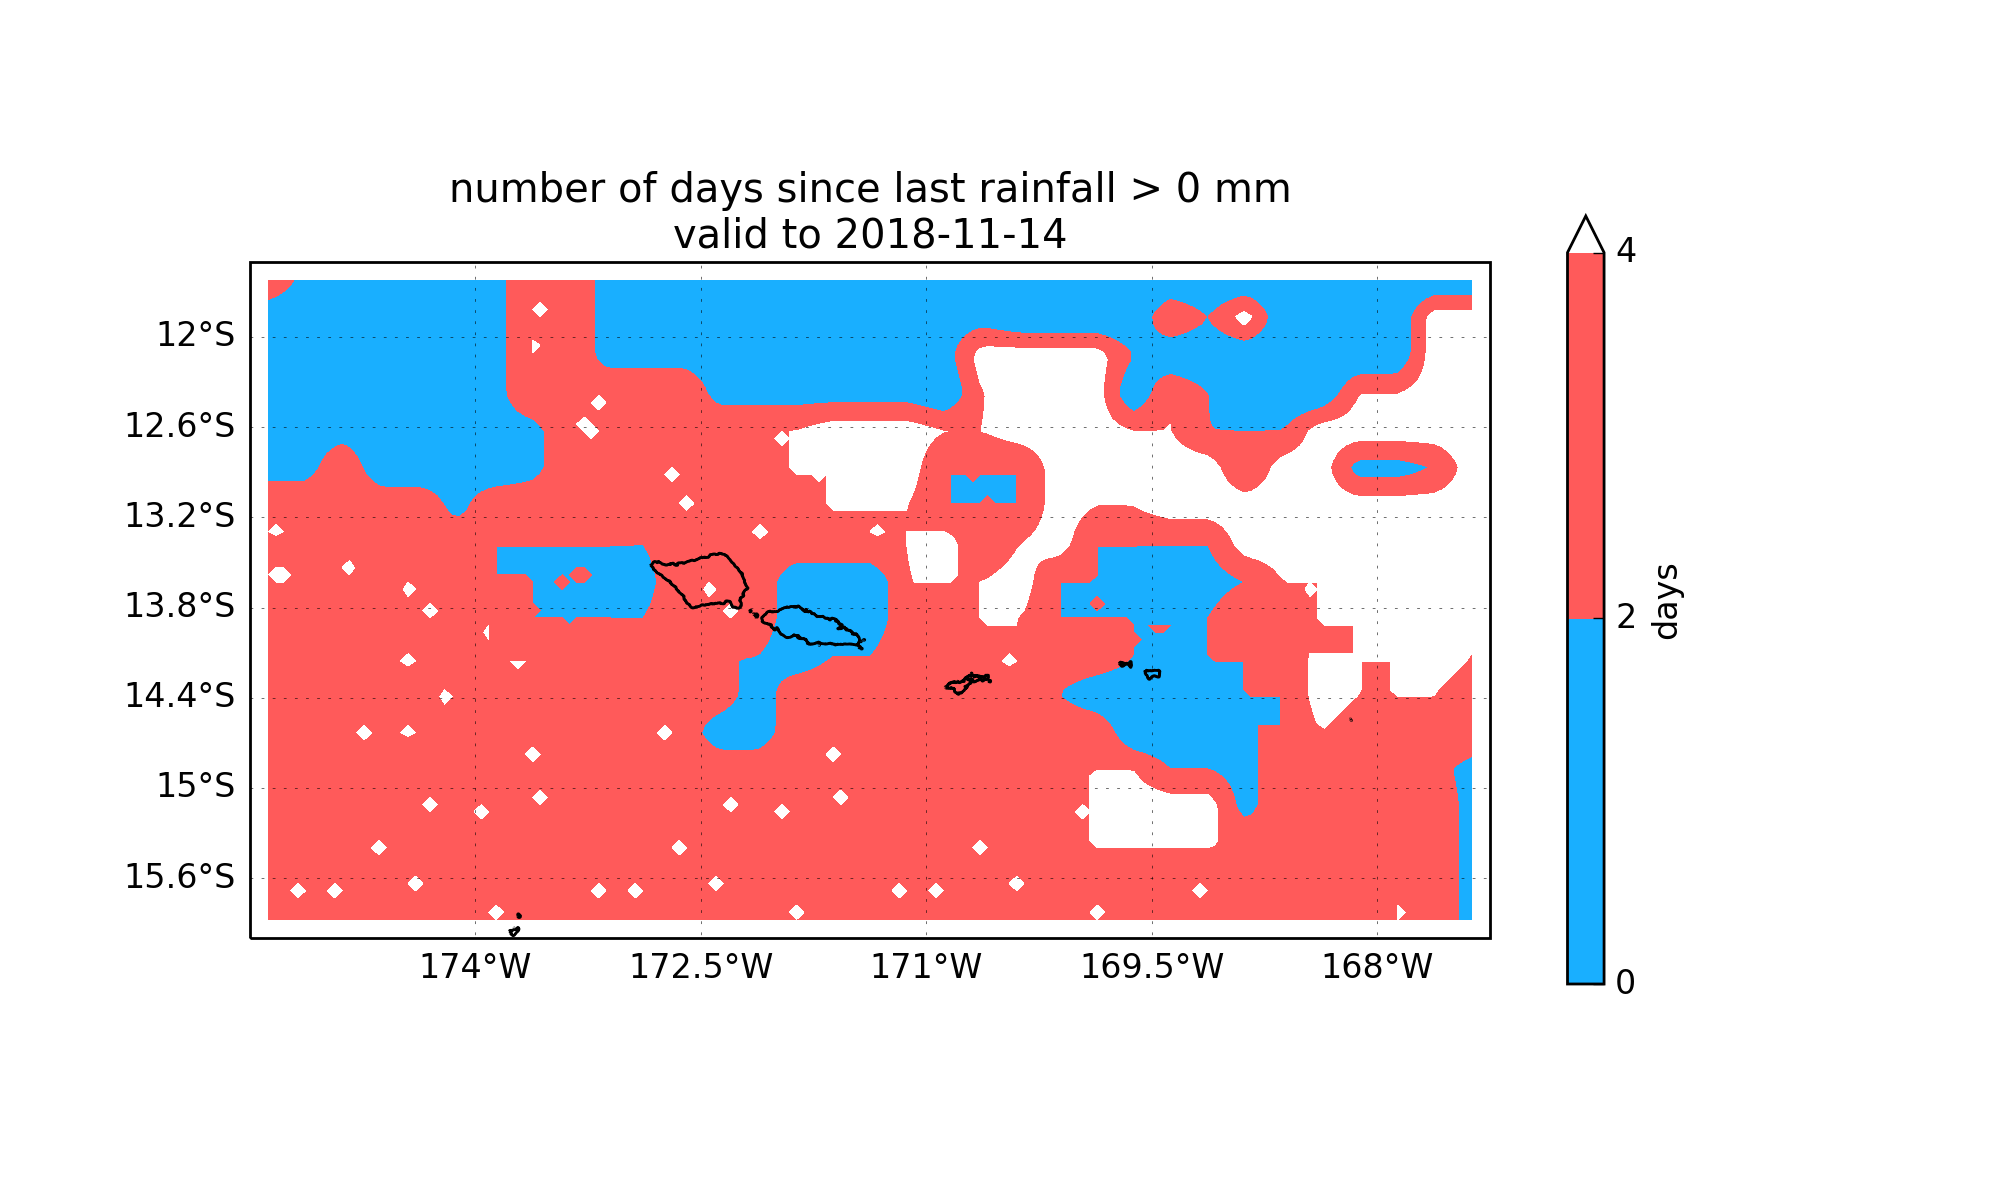 number of days since last rainfall > 0 mm
valid to 2018-11-14
12°S
12.6°S
13.2°S
13.8°S
14.4°S
15°S
15.6°S
174°W
172.5°W
171°W
169.5°W
168°W
4
2
0
days